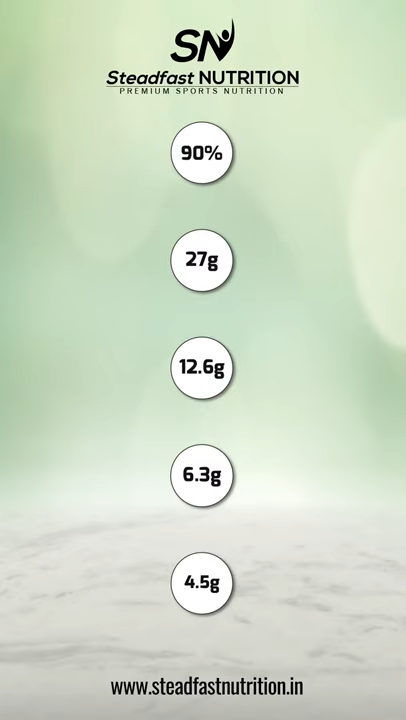 SN
Steadfast NUTRITION
PREMIUM SPORTS NUTRITION
90%
27g
12.6g
6.3g
4.5g
www.steadfastnutrition.in